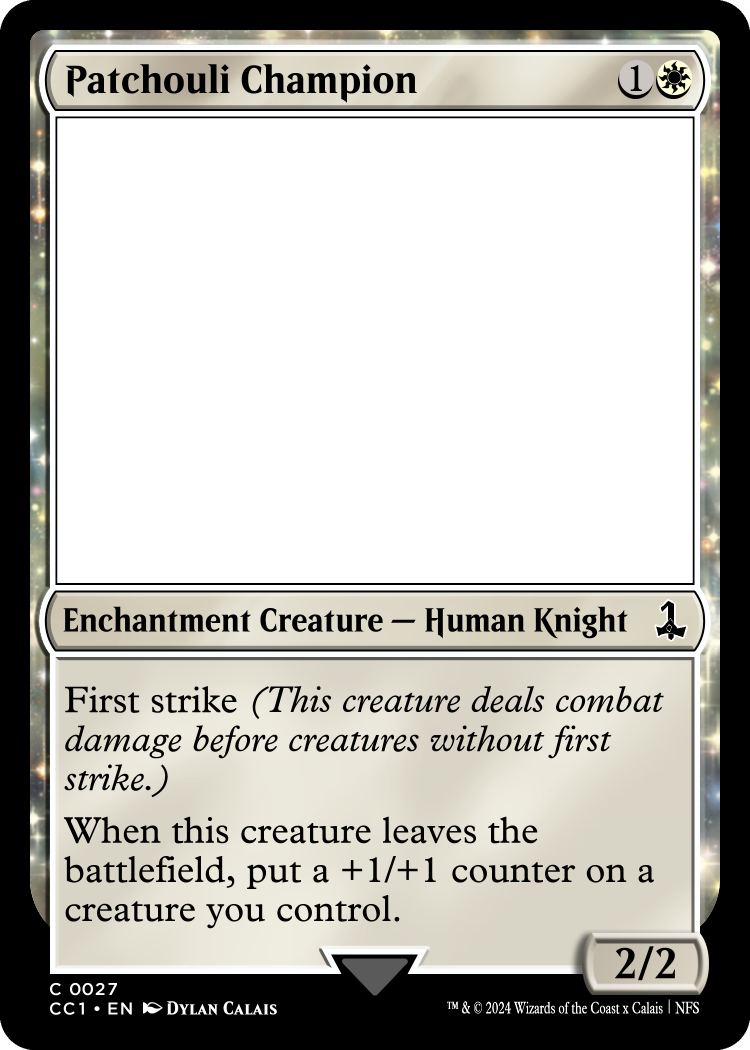 Patchouli Champion 1
Enchantment Creature — Human Knight
First strike (This creature deals combat
damage before creatures without first
strike.)
When this creature leaves the
battlefield, put a +1/+1 counter on a
creature you control.
2/2
C 0027
CC1 • EN Dylan Calais
™ & © 2024 Wizards of the Coast x Calais | NFS